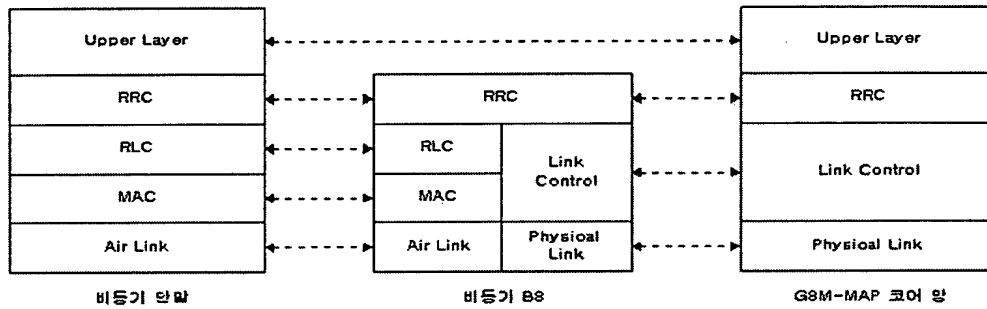 Upper Layer
RRC
RLC
MAC
Air Link
비동기 단말
RRC
RLC
MAC
Link
Control
Air Link
Physical
Link
비동기 BS
Upper Layer
RRC
Link Control
Physical Link
GSM-MAP 코어 망